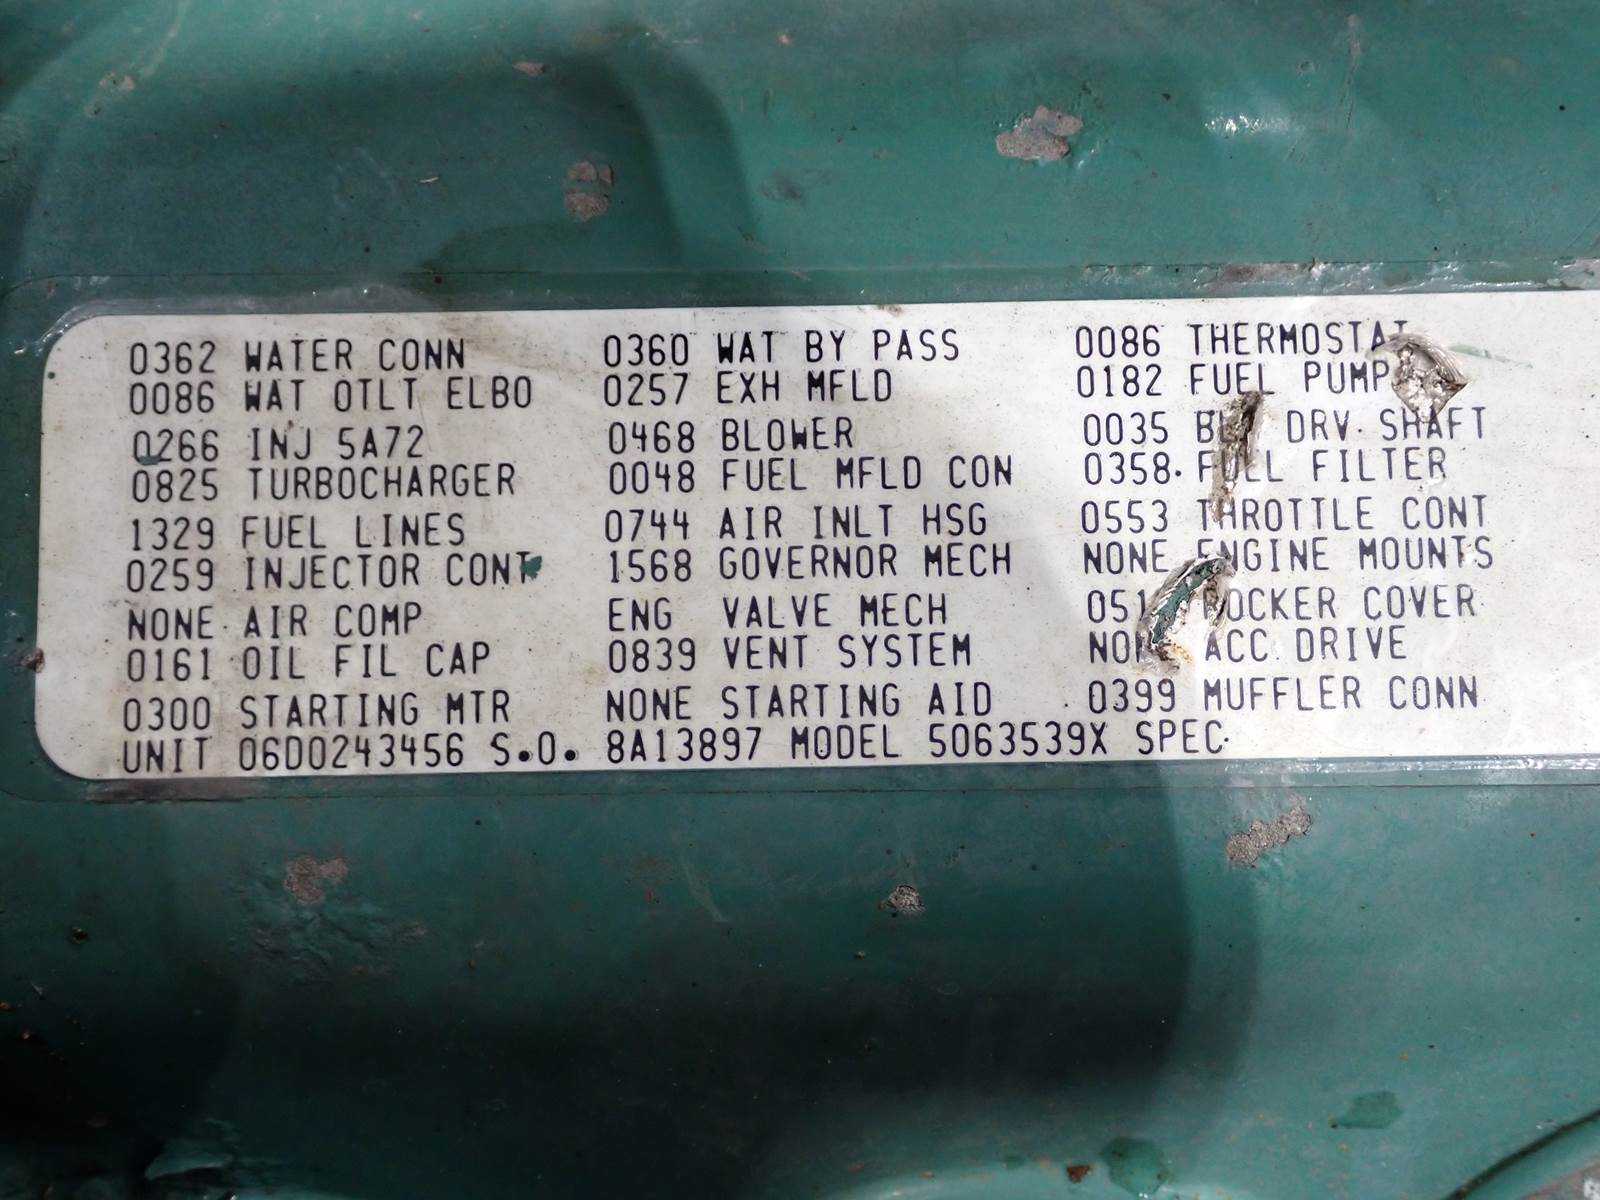 0362 WATER CONN 0360 WAT BY PASS 0086 THERMOSTAT
0086 WAT OTLT ELBO 0257 EXH MFLD 0182 FUEL PUMP
0266 INJ 5A72 0468 BLOWER 0035 DRV SHAFT
0825 TURBOCHARGER 0048 FUEL MFLD CON 0358 FUEL FILTER
1329 FUEL LINES 0744 AIR INLT HSG 0553 THROTTLE CONT
0259 INJECTOR CONT 1568 GOVERNOR MECH NONE ENGINE MOUNTS
NONE AIR COMP ENG VALVE MECH ROCKER COVER
0161 OIL FIL CAP 0839 VENT SYSTEM NONE ACC DRIVE
0300 STARTING MTR NONE STARTING AID 0399 MUFFLER CONN
UNIT 06D0243456 S.O. 8A13897 MODEL 5063539X SPEC